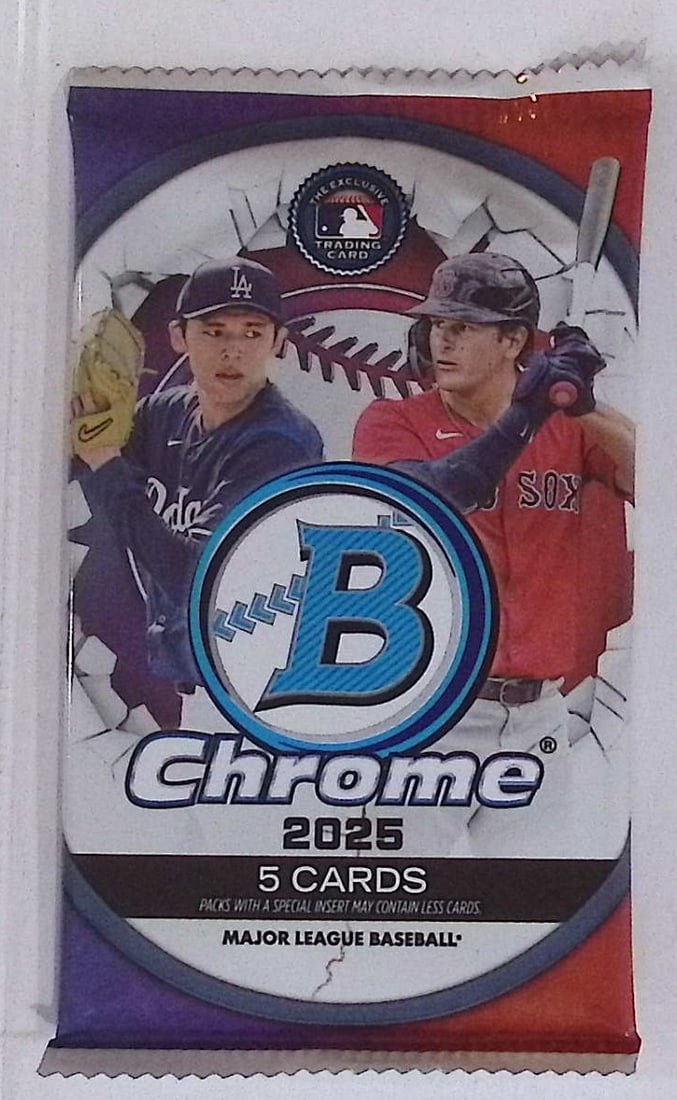 THE EXCLUSIVE
TRADING
CARD
LA
SOX
B
Chrome®
2025
5 CARDS
PACKS WITH A SPECIAL INSERT MAY CONTAIN LESS CARDS.
MAJOR LEAGUE BASEBALL®